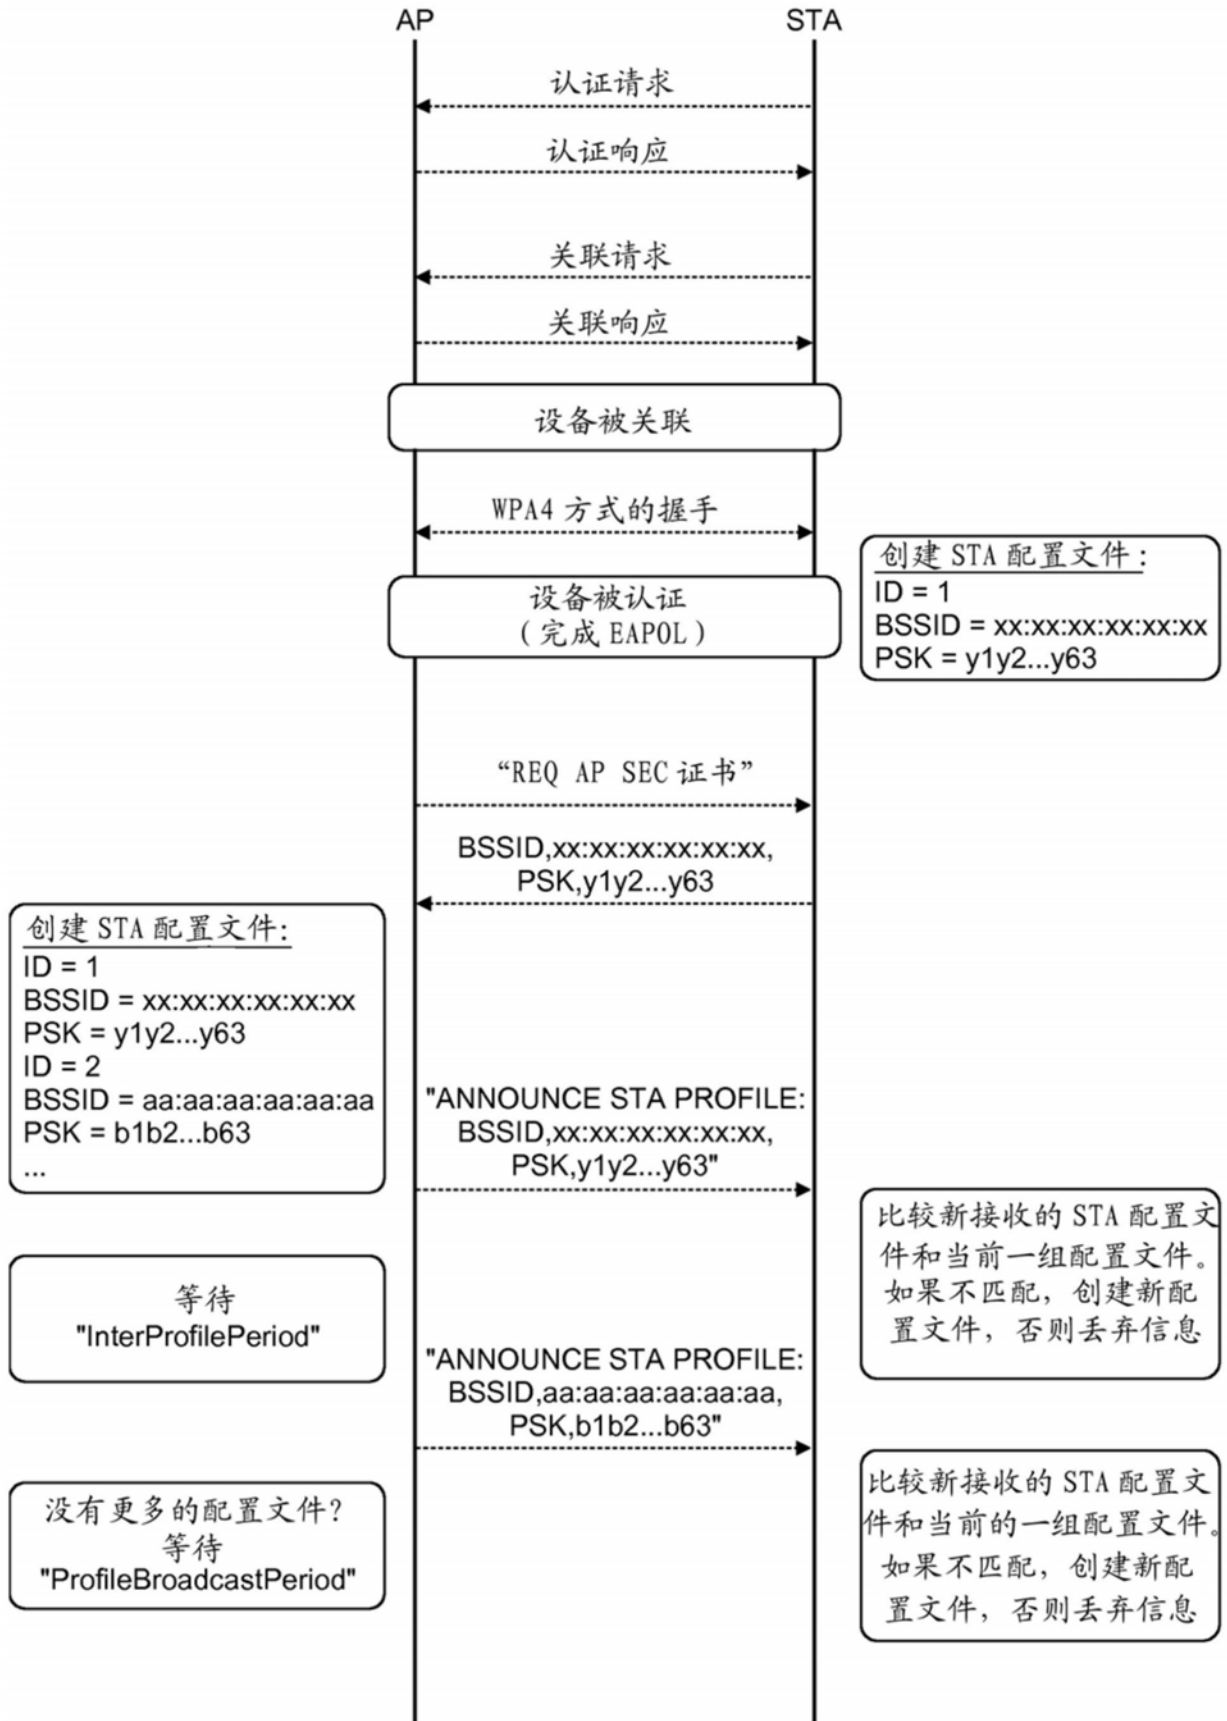 AP
STA
认证请求
认证响应
关联请求
关联响应
设备被关联
WPA4 方式的握手
设备被认证
(完成 EAPOL)
创建 STA 配置文件:
ID = 1
BSSID = xx:xx:xx:xx:xx:xx
PSK = y1y2...y63
“REQ AP SEC 证书”
BSSID,xx:xx:xx:xx:xx:xx,
PSK,y1y2...y63
创建 STA 配置文件:
ID = 1
BSSID = xx:xx:xx:xx:xx:xx
PSK = y1y2...y63
ID = 2
BSSID = aa:aa:aa:aa:aa:aa
PSK = b1b2...b63
...
"ANNOUNCE STA PROFILE:
BSSID,xx:xx:xx:xx:xx:xx,
PSK,y1y2...y63"
比较新接收的 STA 配置文
件和当前一组配置文件。
如果不匹配，创建新配
置文件，否则丢弃信息
等待
"InterProfilePeriod"
"ANNOUNCE STA PROFILE:
BSSID,aa:aa:aa:aa:aa:aa,
PSK,b1b2...b63"
比较新接收的 STA 配置文
件和当前的一组配置文件。
如果不匹配，创建新配
置文件，否则丢弃信息
没有更多的配置文件?
等待
"ProfileBroadcastPeriod"